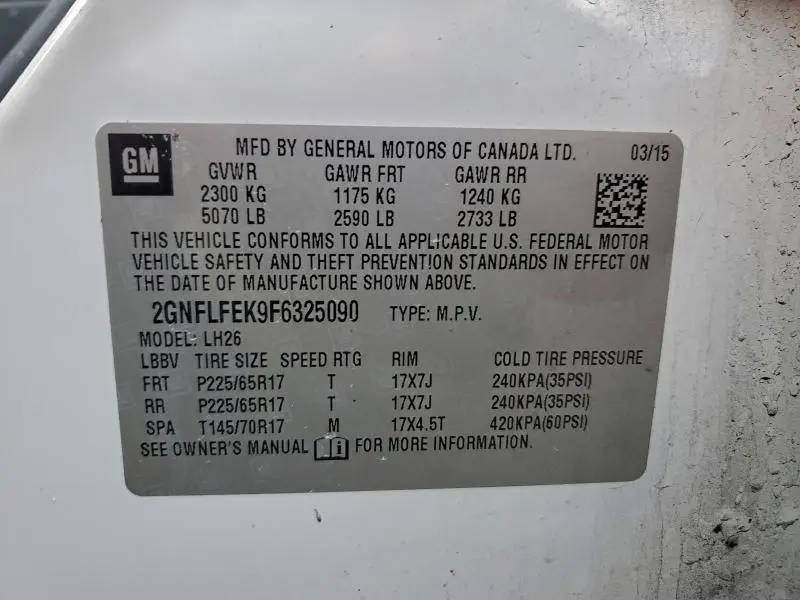 GM
MFD BY GENERAL MOTORS OF CANADA LTD. 03/15
GVWR GAWR FRT GAWR RR
2300 KG 1175 KG 1240 KG
5070 LB 2590 LB 2733 LB
THIS VEHICLE CONFORMS TO ALL APPLICABLE U.S. FEDERAL MOTOR
VEHICLE SAFETY AND THEFT PREVENTION STANDARDS IN EFFECT ON
THE DATE OF MANUFACTURE SHOWN ABOVE.
2GNFLFEK9F6325090 TYPE: M.P.V.
MODEL: LH26
LBBV TIRE SIZE SPEED RTG RIM COLD TIRE PRESSURE
FRT P225/65R17 T 17X7J 240KPA(35PSI)
RR P225/65R17 T 17X7J 240KPA(35PSI)
SPA T145/70R17 M 17X4.5T 420KPA(60PSI)
SEE OWNER'S MANUAL i FOR MORE INFORMATION.